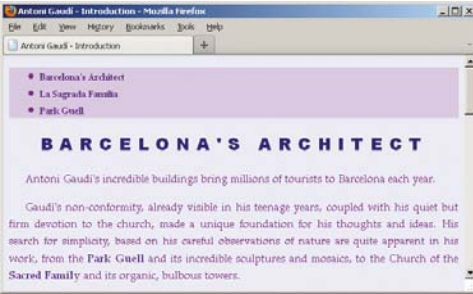 Antoni Gaudí - Introduction - Mozilla Firefox
File Edit View History Bookmarks Tools Help
Antoni Gaudí - Introduction +
Barcelona's Architect
La Sagrada Família
Park Guell
BARCELONA'S ARCHITECT
Antoni Gaudí's incredible buildings bring millions of tourists to Barcelona each year.
Gaudí's non-conformity, already visible in his teenage years, coupled with his quiet but
firm devotion to the church, made a unique foundation for his thoughts and ideas. His
search for simplicity, based on his careful observations of nature are quite apparent in his
work, from the Park Guell and its incredible sculptures and mosaics, to the Church of the
Sacred Family and its organic, bulbous towers.